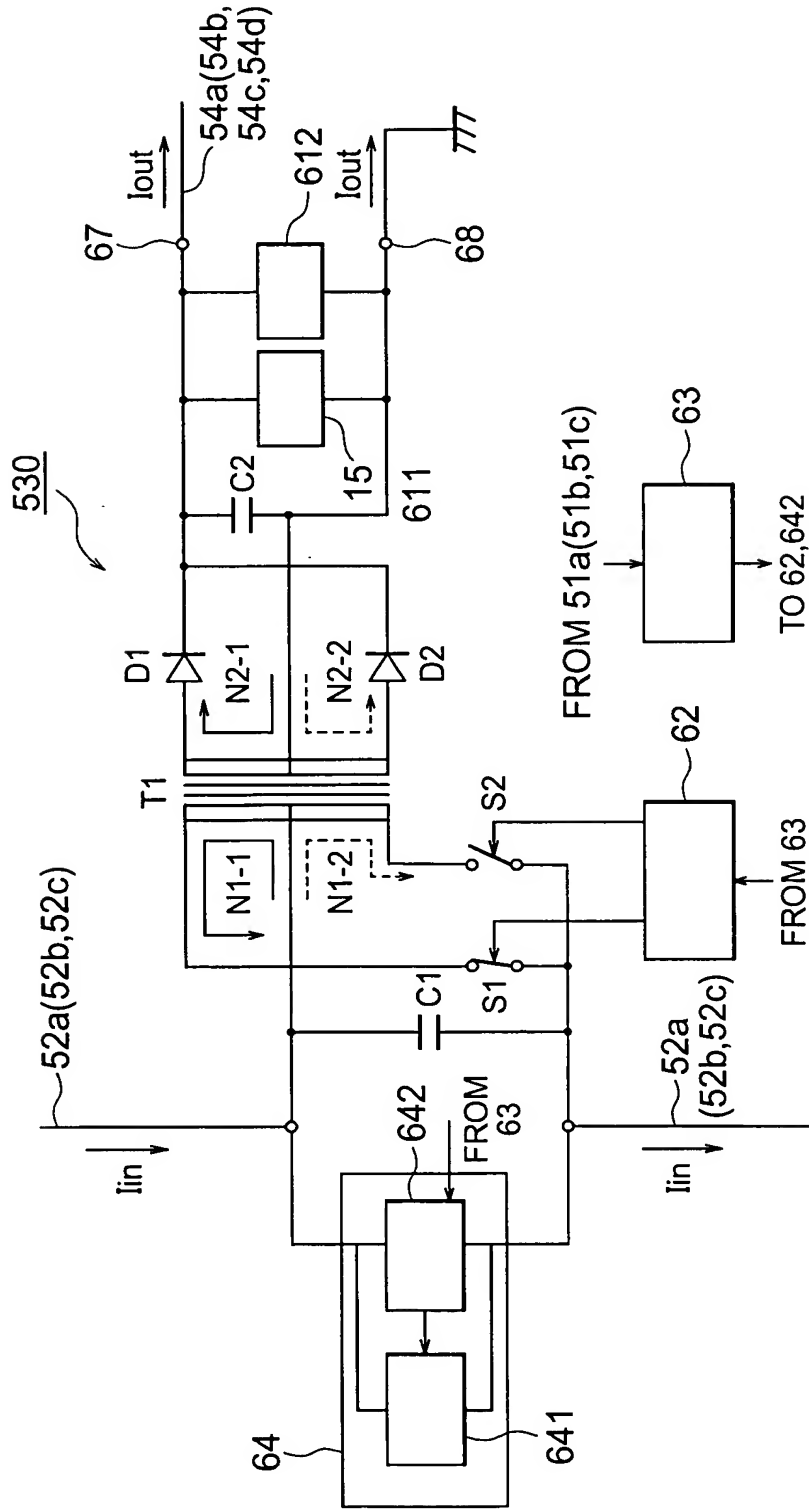 530
52a(52b,52c)
Iin
T1
N1-1
N1-2
D1
N2-1
N2-2
D2
C2
15
611
67
Iout
54a(54b,
54c,54d)
612
Iout
68
64
642
FROM
63
641
C1
S1
S2
52a
(52b,52c)
Iin
62
FROM 63
FROM 51a(51b,51c)
63
TO 62,642